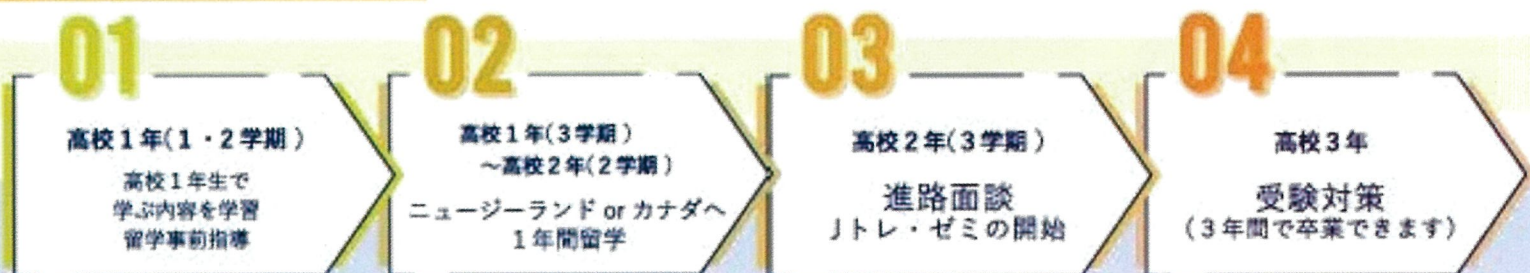 01
高校1年(1・2学期)
高校1年生で
学ぶ内容を学習
留学事前指導
02
高校1年(3学期)
～高校2年(2学期)
ニュージーランド or カナダへ
1年間留学
03
高校2年(3学期)
進路面談
Jトレ・ゼミの開始
04
高校3年
受験対策
(3年間で卒業できます)